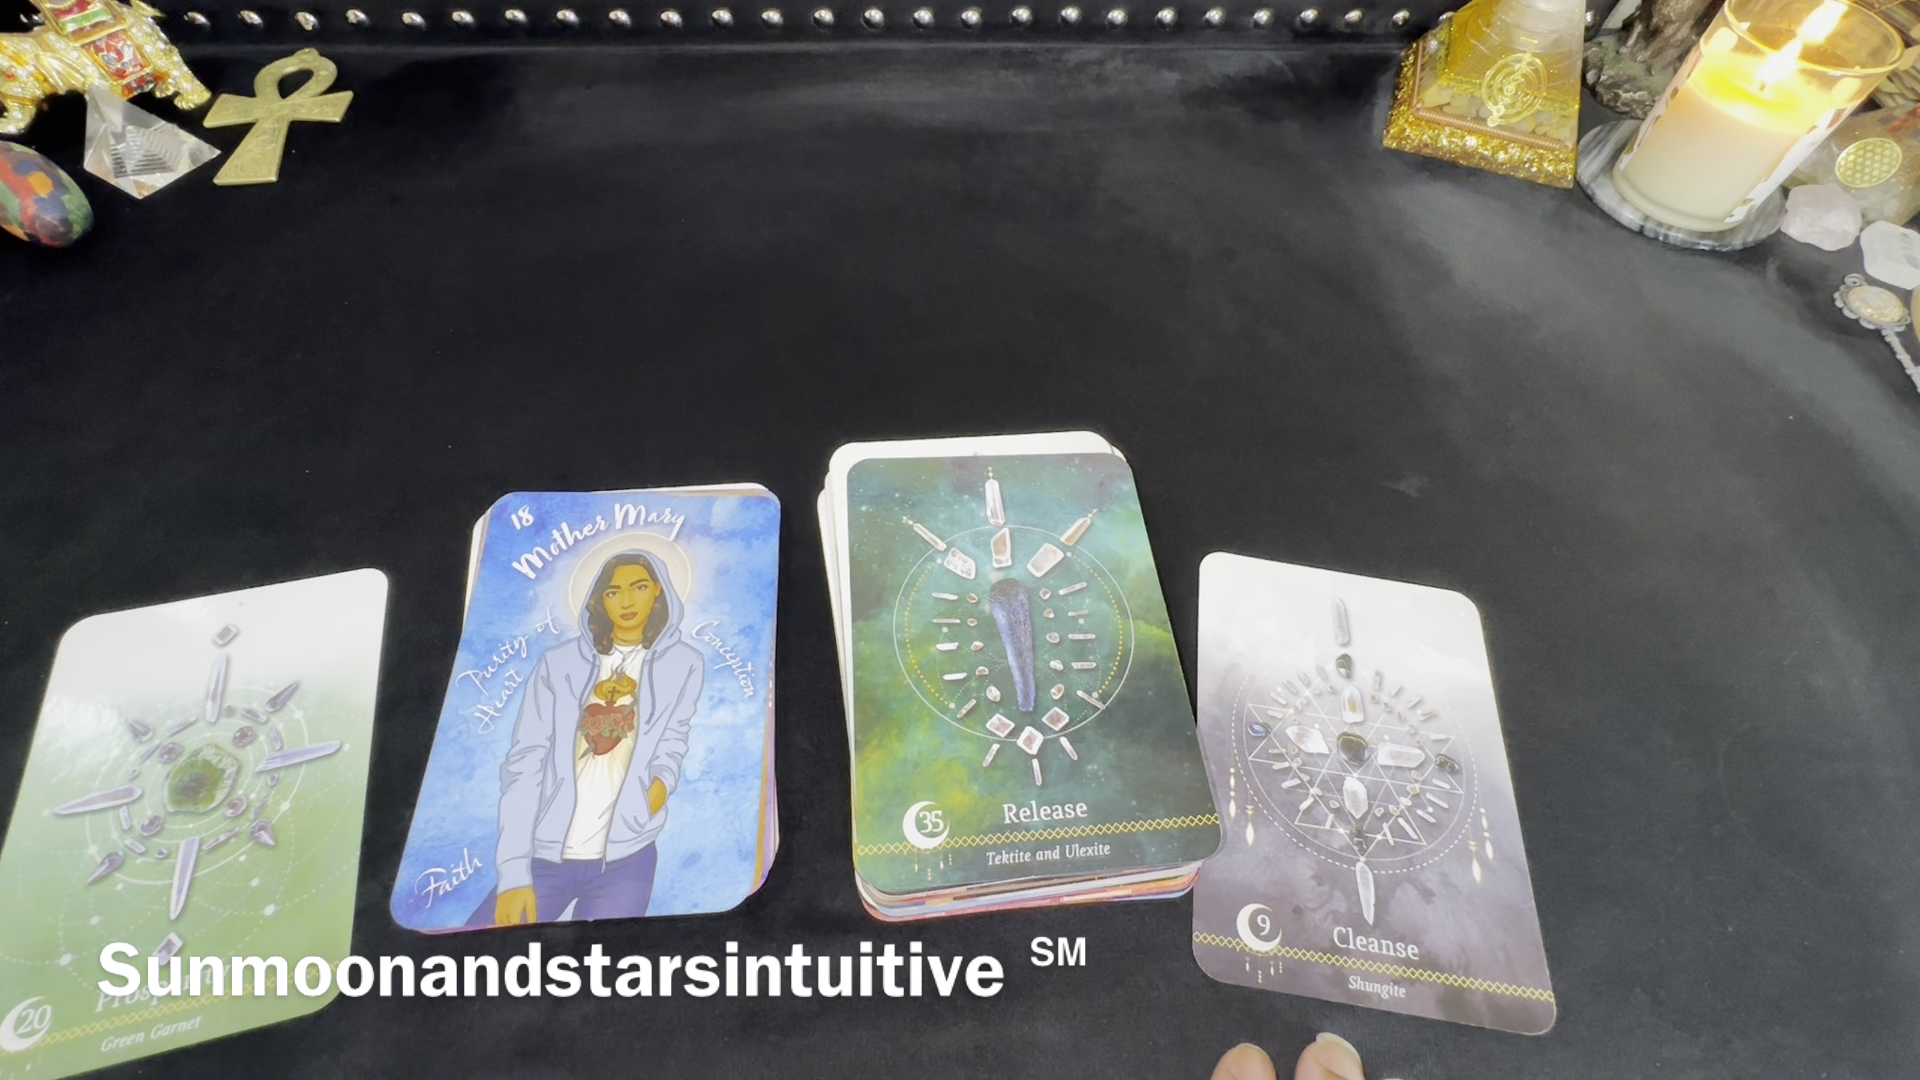 18
Mother Mary
Purity of
Heart
Conception
Faith
35
Release
Tektite and Ulexite
9
Cleanse
Shungite
20
Green Garnet
Sunmoonandstarsintuitive SM